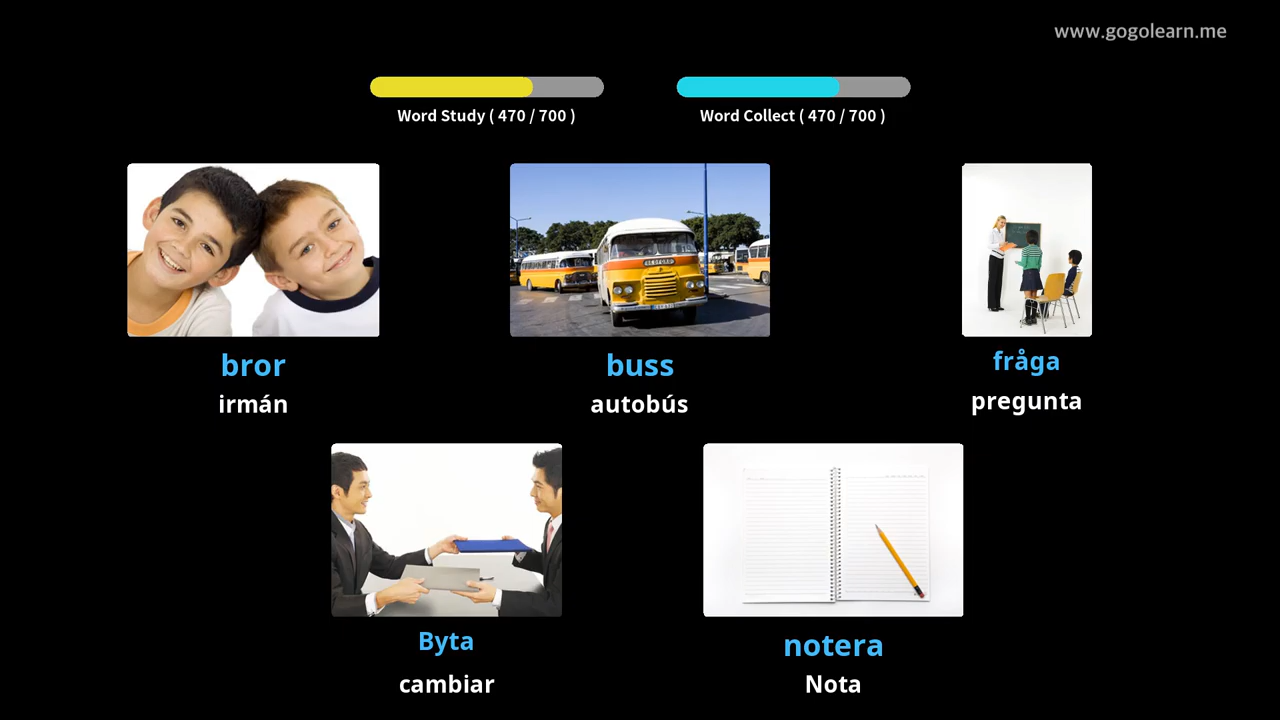 www.gogolearn.me
Word Study ( 470 / 700 )
Word Collect ( 470 / 700 )
bror
irmán
buss
autobús
fråga
pregunta
Byta
cambiar
notera
Nota